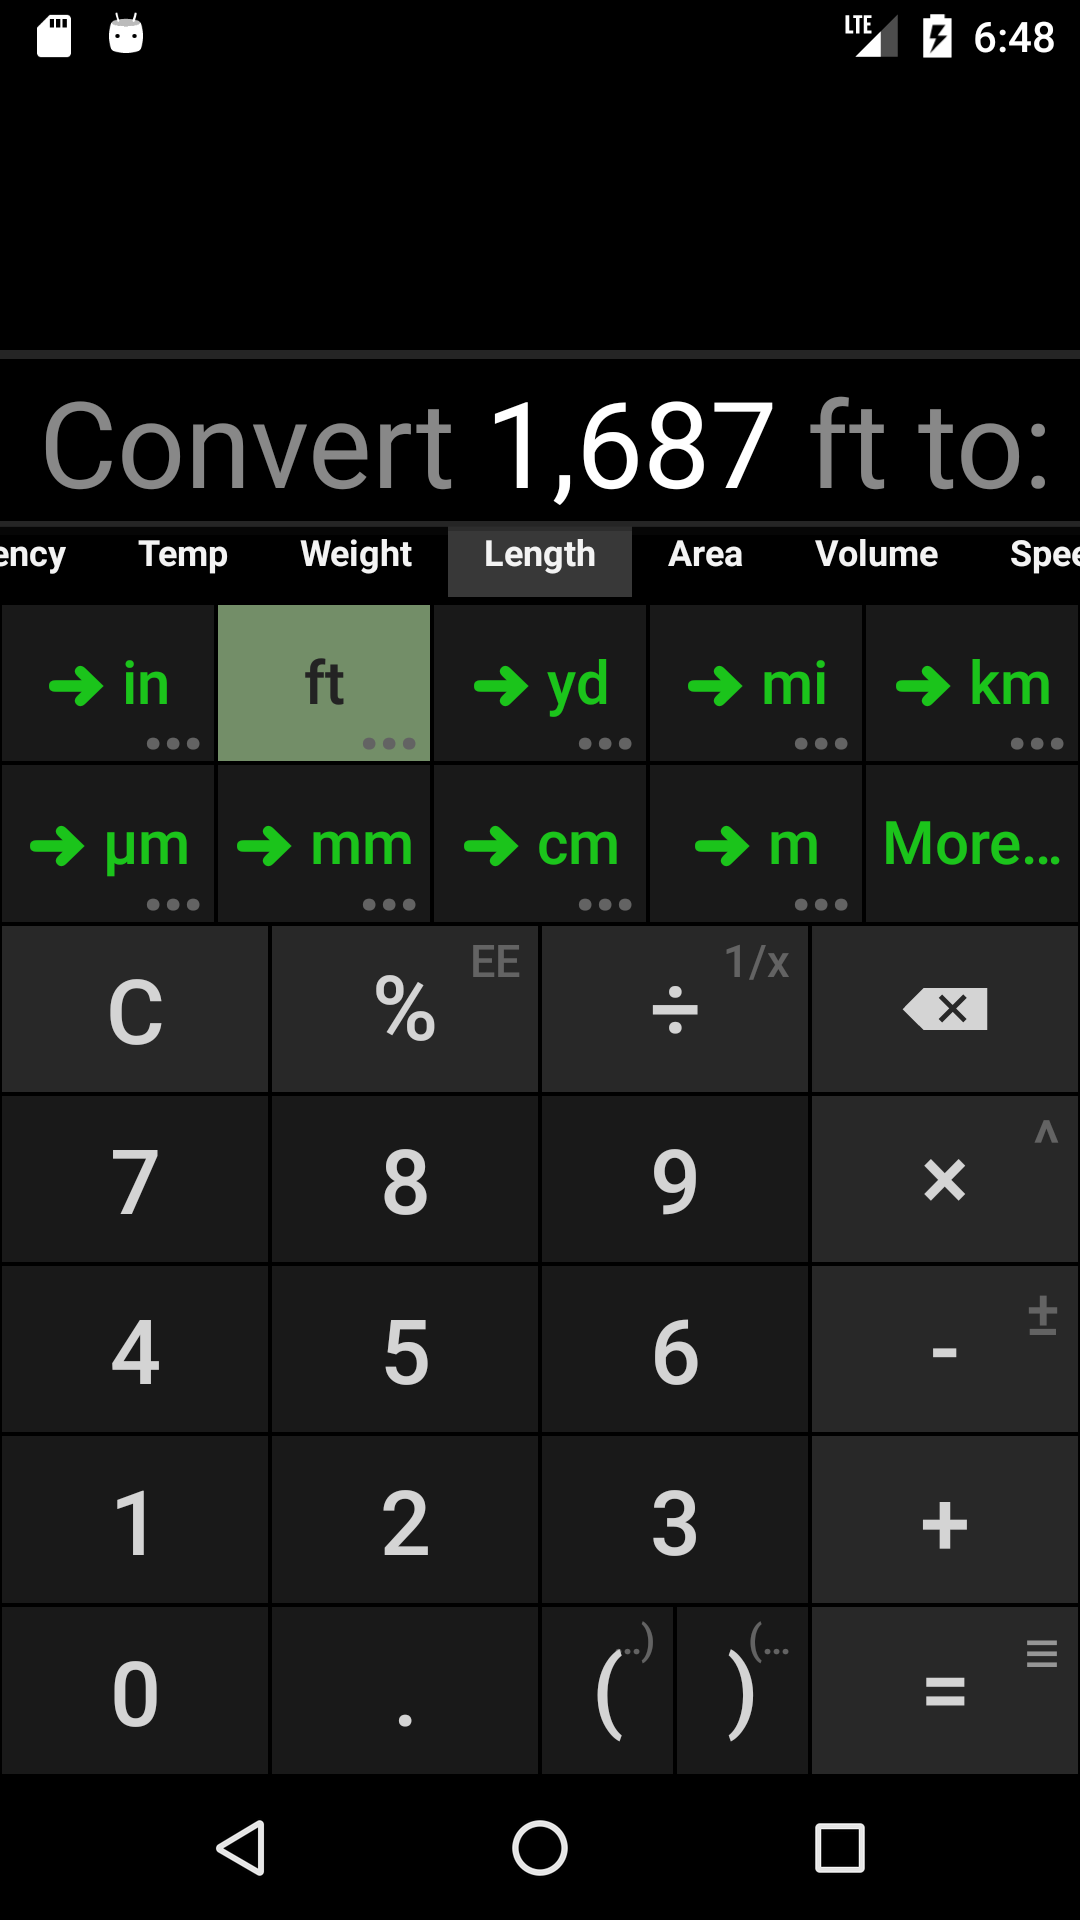 LTE 6:48
Convert 1,687 ft to:
ency Temp Weight Length Area Volume Spee
in ft yd mi km
µm mm cm m More...
C % EE ÷ 1/x
7 8 9 × ^
4 5 6 - ±
1 2 3 +
0 . ( ..) ) (... =